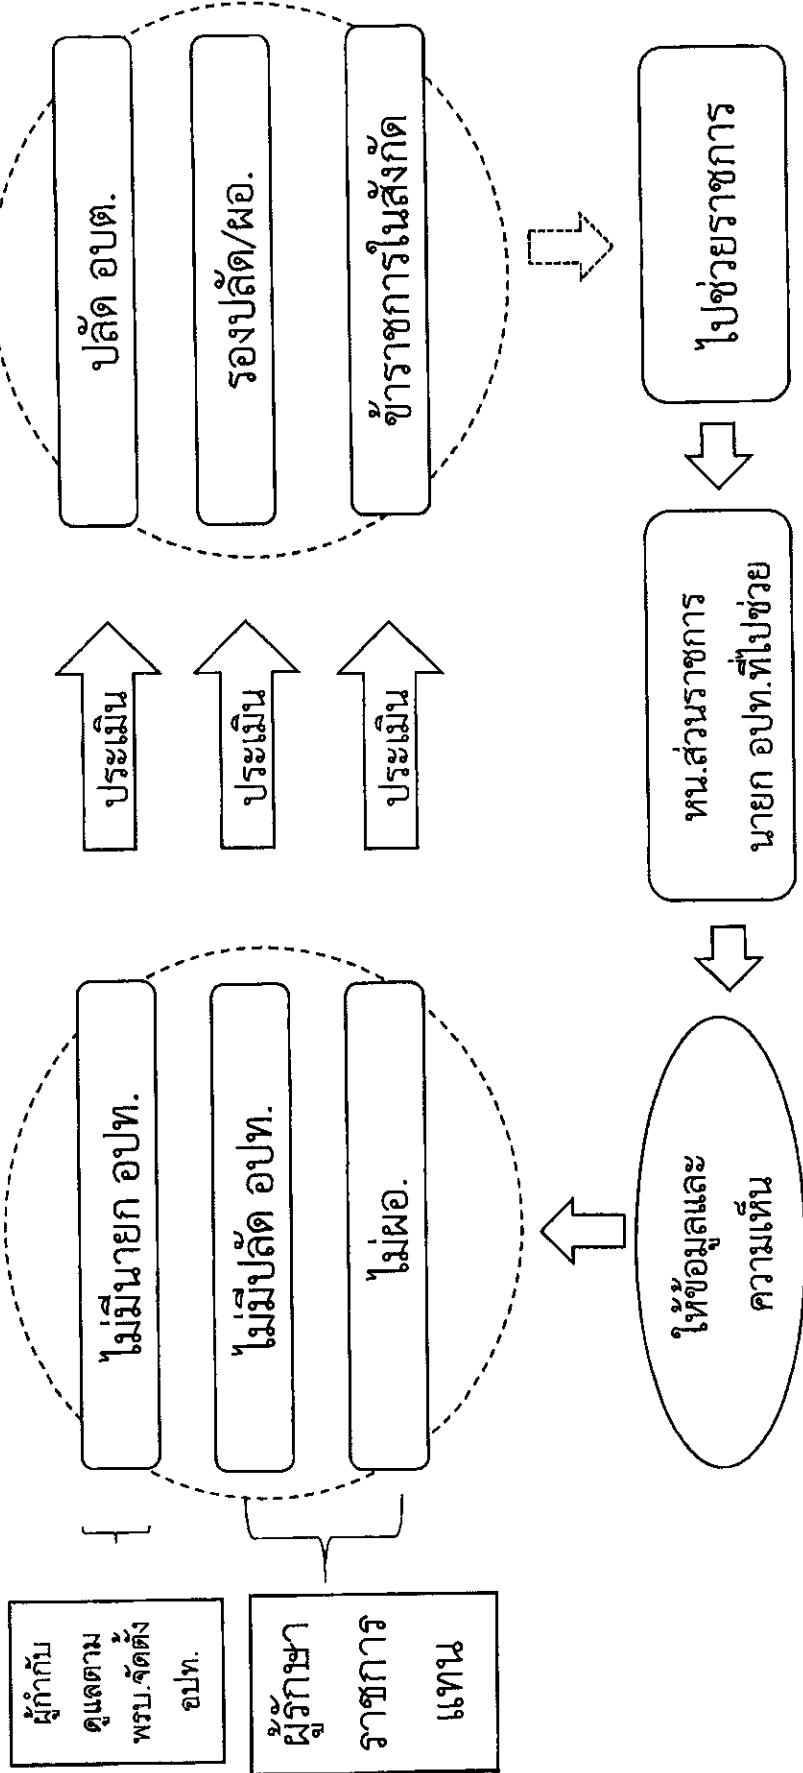 ผู้กำกับ
ดูแลตาม
พรบ.จัดตั้ง
อปท.
ผู้รักษา
ราชการ
แทน
ไม่มีนายก อปท.
ไม่มีปลัด อปท.
ไม่ผอ.
ประเมิน
ประเมิน
ประเมิน
ปลัด อบต.
รองปลัด/ผอ.
ข้าราชการในสังกัด
ให้ข้อมูลและ
ความเห็น
หน.ส่วนราชการ
นายก อปท.ที่ไปช่วย
ไปช่วยราชการ